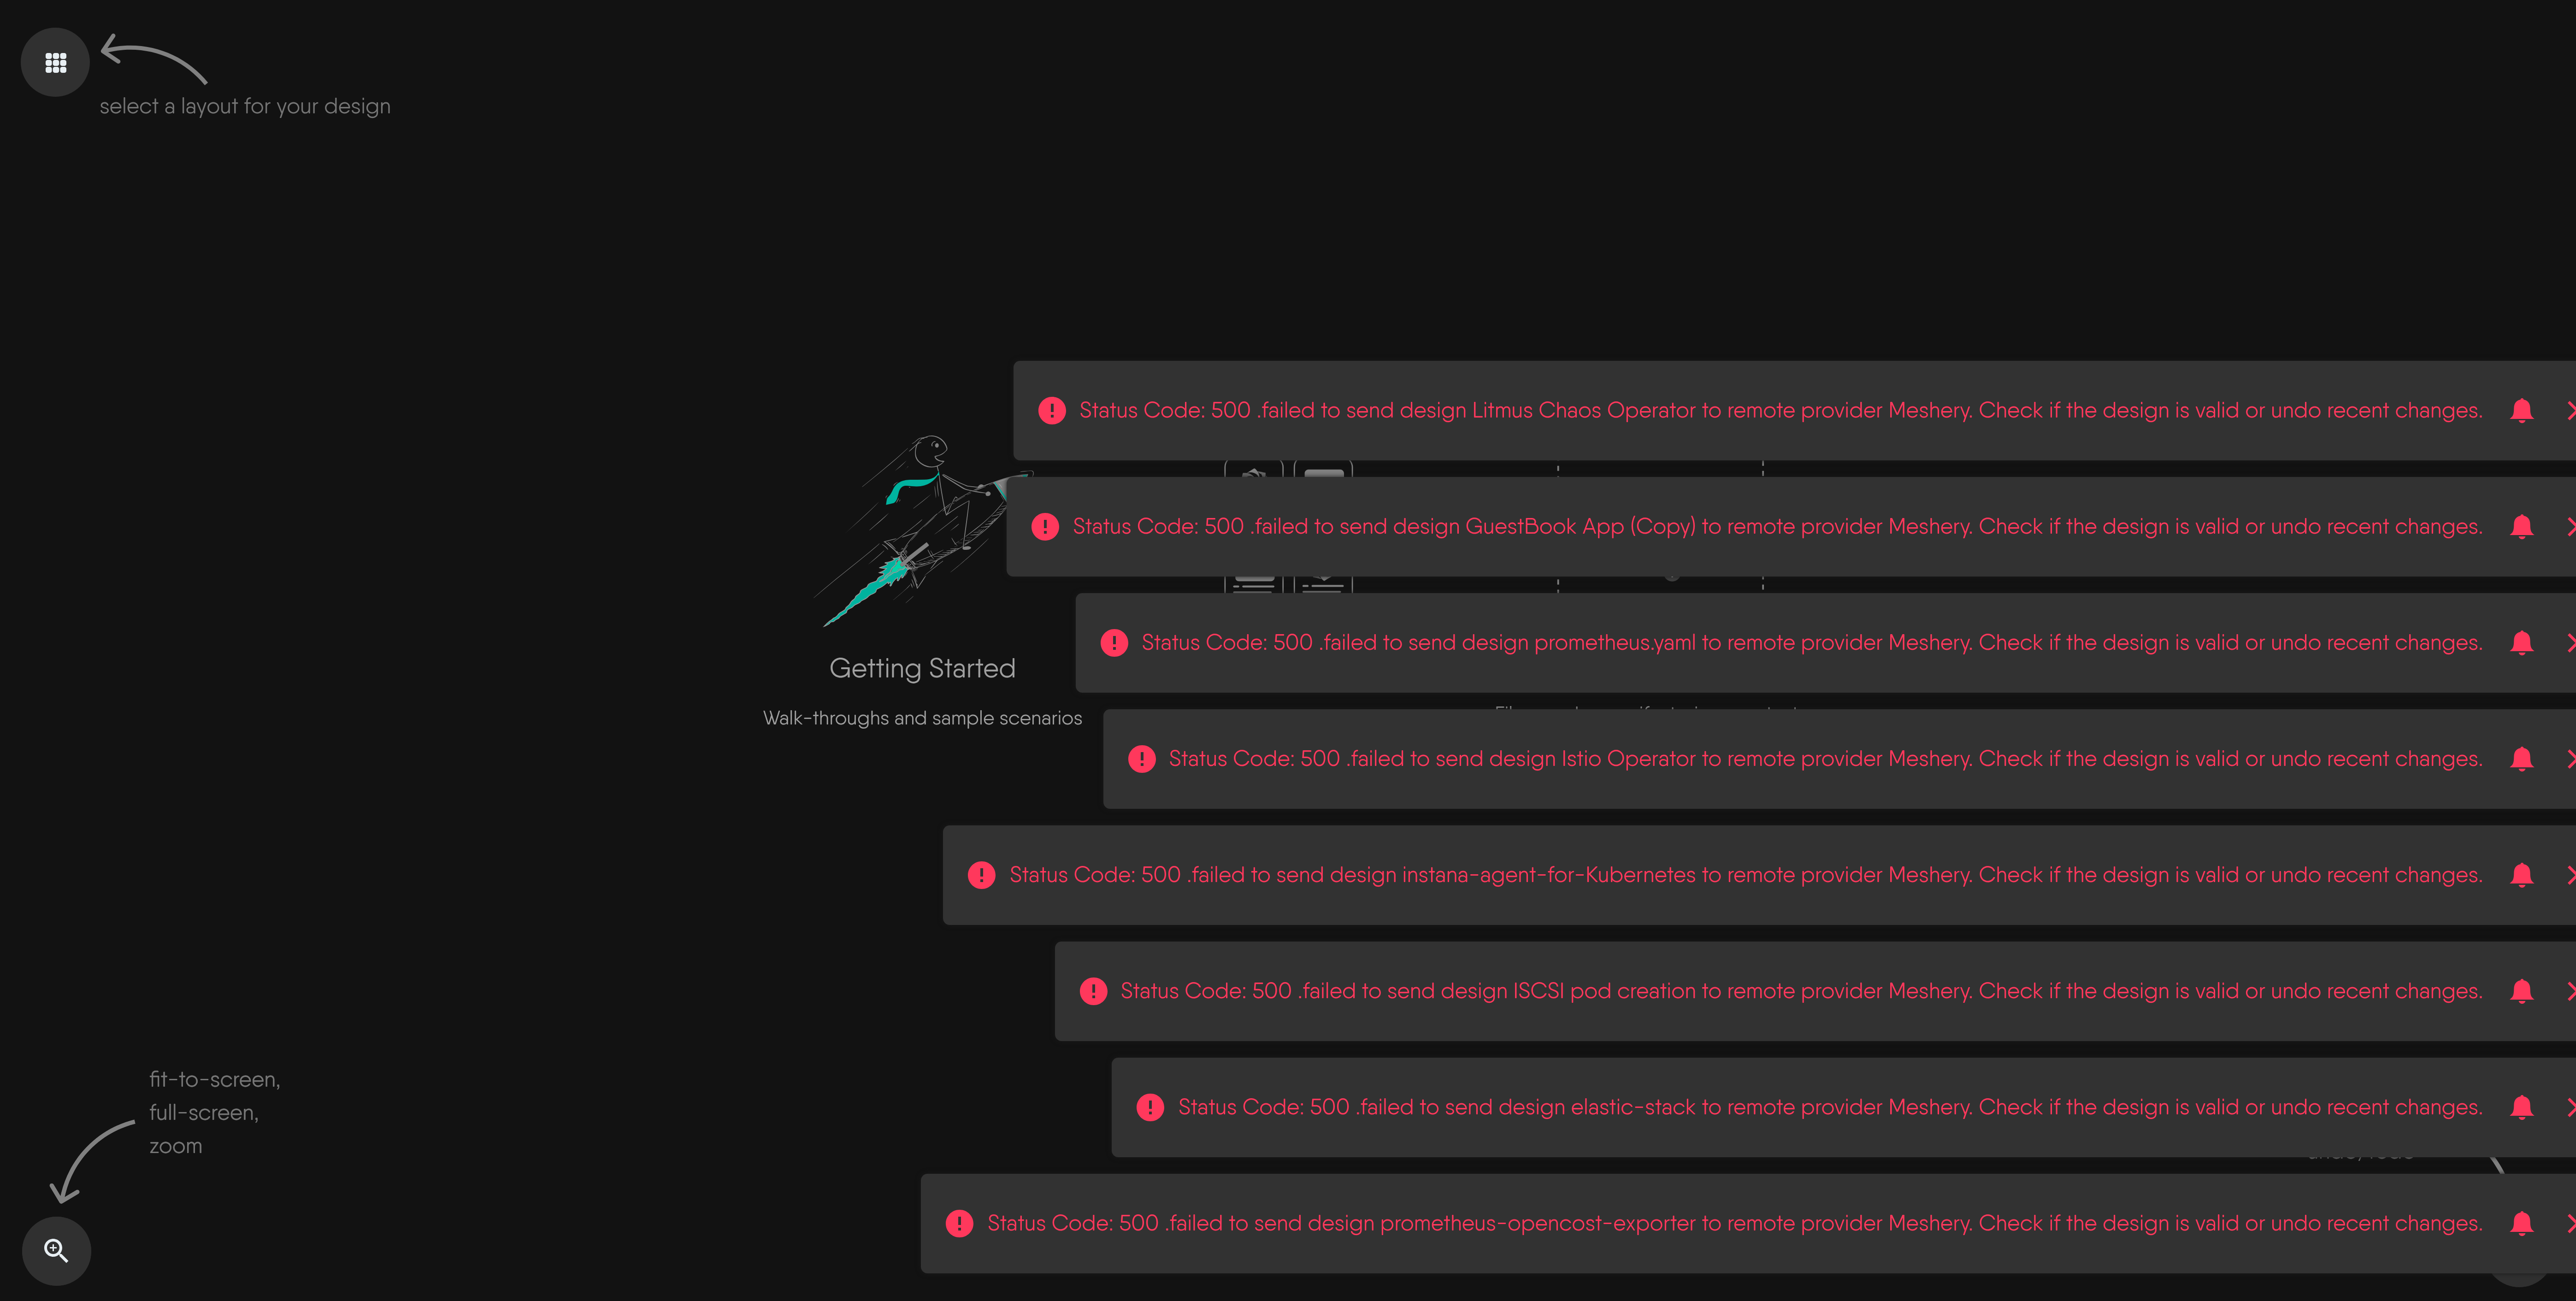 select a layout for your design
Status Code: 500 .failed to send design Litmus Chaos Operator to remote provider Meshery. Check if the design is valid or undo recent changes.
Status Code: 500 .failed to send design GuestBook App (Copy) to remote provider Meshery. Check if the design is valid or undo recent changes.
Status Code: 500 .failed to send design prometheus.yaml to remote provider Meshery. Check if the design is valid or undo recent changes.
Getting Started
Walk-throughs and sample scenarios
Status Code: 500 .failed to send design Istio Operator to remote provider Meshery. Check if the design is valid or undo recent changes.
Status Code: 500 .failed to send design instana-agent-for-Kubernetes to remote provider Meshery. Check if the design is valid or undo recent changes.
Status Code: 500 .failed to send design ISCSI pod creation to remote provider Meshery. Check if the design is valid or undo recent changes.
fit-to-screen,
full-screen,
zoom
Status Code: 500 .failed to send design elastic-stack to remote provider Meshery. Check if the design is valid or undo recent changes.
Status Code: 500 .failed to send design prometheus-opencost-exporter to remote provider Meshery. Check if the design is valid or undo recent changes.